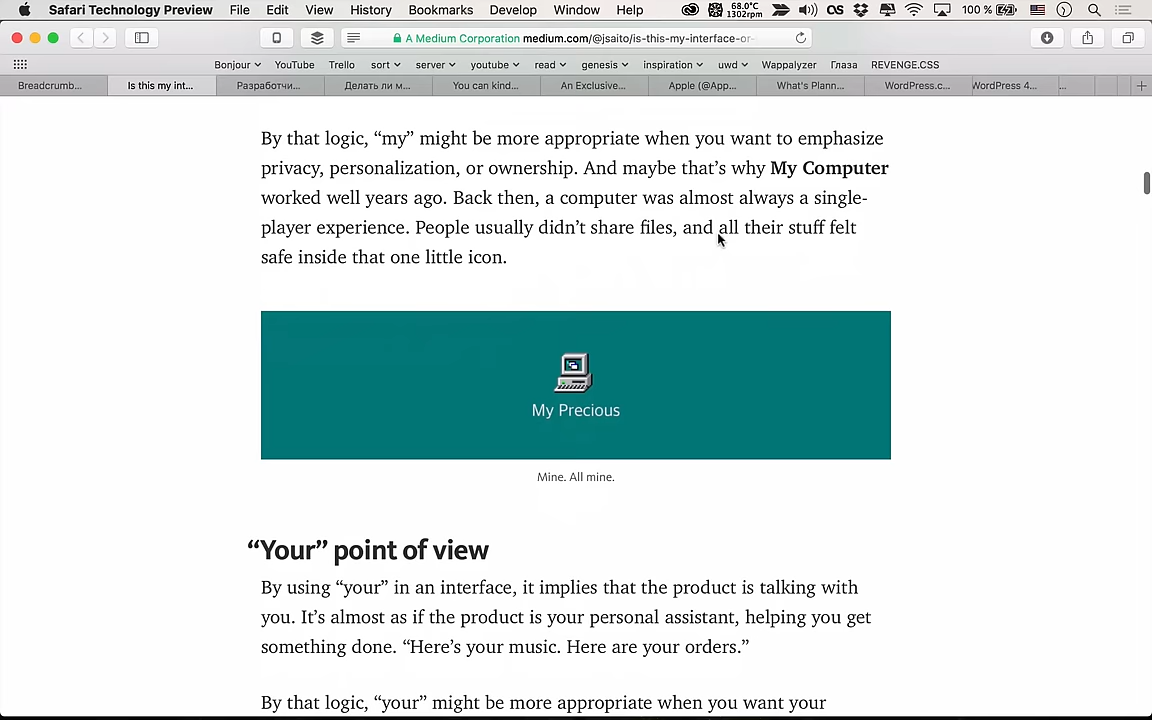 Safari Technology Preview File Edit View History Bookmarks Develop Window Help 68.0°C 1302rpm 100 %
A Medium Corporation medium.com/@jsaito/is-this-my-interface-or-
Bonjour YouTube Trello sort server youtube read genesis inspiration uwd Wappalyzer Глаза REVENGE.CSS
Breadcrumb... Is this my int... Разработчи... Делать ли м... You can kind... An Exclusive... Apple (@App... What's Plann... WordPress.c... WordPress 4... ...
By that logic, “my” might be more appropriate when you want to emphasize
privacy, personalization, or ownership. And maybe that’s why My Computer
worked well years ago. Back then, a computer was almost always a single-
player experience. People usually didn’t share files, and all their stuff felt
safe inside that one little icon.
My Precious
Mine. All mine.
“Your” point of view
By using “your” in an interface, it implies that the product is talking with
you. It’s almost as if the product is your personal assistant, helping you get
something done. “Here’s your music. Here are your orders.”
By that logic, “your” might be more appropriate when you want your